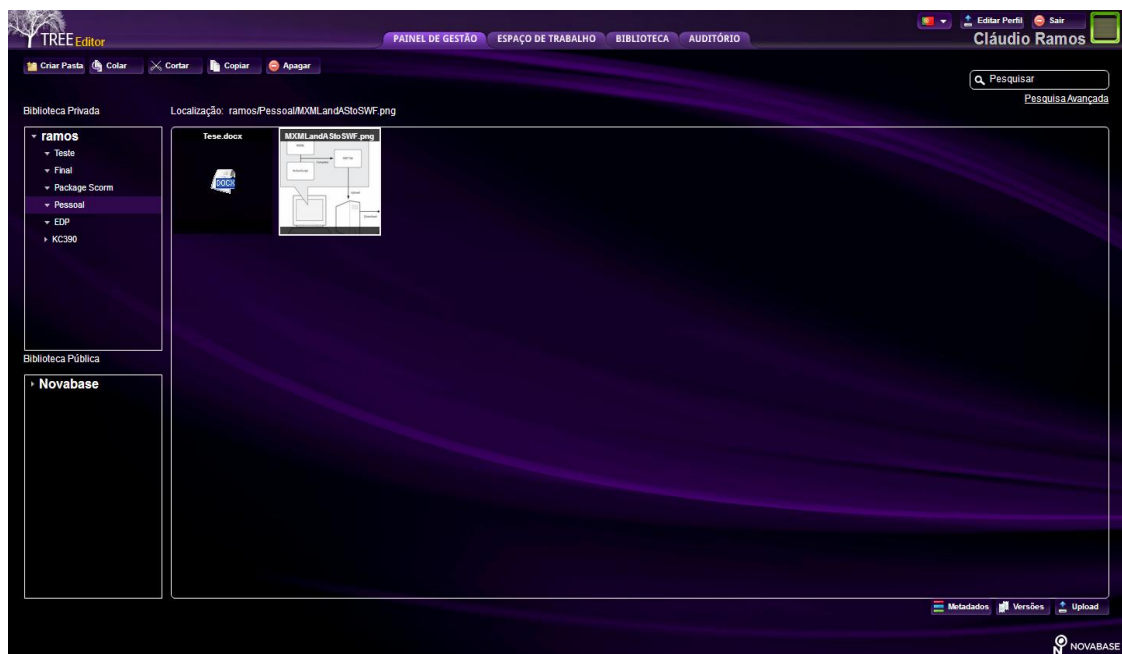 TREE Editor
PAINEL DE GESTÃO ESPAÇO DE TRABALHO BIBLIOTECA AUDITÓRIO
Editar Perfil Sair
Cláudio Ramos
Criar Pasta Colar Cortar Copiar Apagar
Pesquisar
Pesquisa Avançada
Biblioteca Privada
Localização: ramos/Pessoal/MXMLandAStoSWF.png
ramos
Teste
Final
Package Scorm
Pessoal
EDP
KC390
Tese.docx
DOCX
MXMLandAStoSWF.png
Biblioteca Pública
Novabase
Metadados Versões Upload
NOVABASE